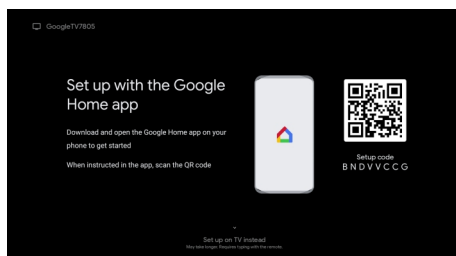 GoogleTV7805
Set up with the Google
Home app
Download and open the Google Home app on your
phone to get started
When instructed in the app, scan the QR code
Setup code
BNDVVCCG
Set up on TV instead
May take longer. Requires typing with the remote.